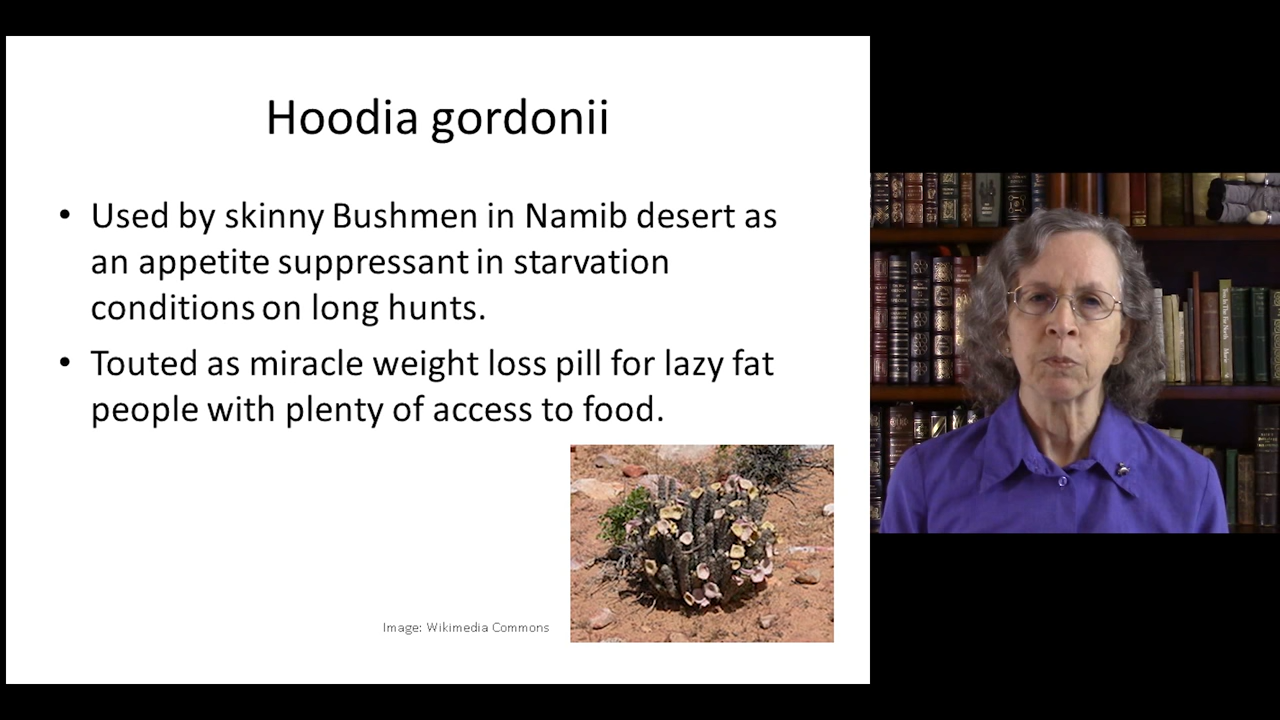 Hoodia gordonii
• Used by skinny Bushmen in Namib desert as
an appetite suppressant in starvation
conditions on long hunts.
• Touted as miracle weight loss pill for lazy fat
people with plenty of access to food.
Image: Wikimedia Commons